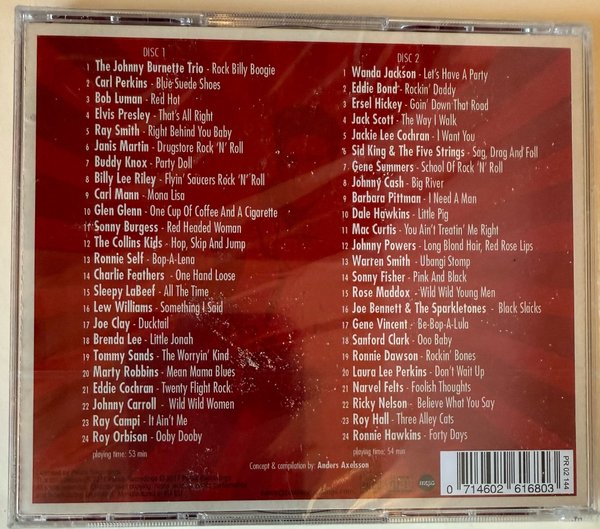 DISC 1
1 The Johnny Burnette Trio - Rock Billy Boogie
2 Carl Perkins - Blue Suede Shoes
3 Bob Luman - Red Hot
4 Elvis Presley - That's All Right
5 Ray Smith - Right Behind You Baby
6 Janis Martin - Drugstore Rock 'N' Roll
7 Buddy Knox - Party Doll
8 Billy Lee Riley - Flyin' Saucers Rock 'N' Roll
9 Carl Mann - Mona Lisa
10 Glen Glenn - One Cup Of Coffee And A Cigarette
11 Sonny Burgess - Red Headed Woman
12 The Collins Kids - Hop, Skip And Jump
13 Ronnie Self - Bop-A-Lena
14 Charlie Feathers - One Hand Loose
15 Sleepy LaBeef - All The Time
16 Lew Williams - Something I Said
17 Joe Clay - Ducktail
18 Brenda Lee - Little Jonah
19 Tommy Sands - The Worryin' Kind
20 Marty Robbins - Mean Mama Blues
21 Eddie Cochran - Twenty Flight Rock
22 Johnny Carroll - Wild Wild Women
23 Ray Campi - It Ain't Me
24 Roy Orbison - Ooby Dooby
playing time: 53 min
DISC 2
1 Wanda Jackson - Let's Have A Party
2 Eddie Bond - Rockin' Daddy
3 Ersel Hickey - Goin' Down That Road
4 Jack Scott - The Way I Walk
5 Jackie Lee Cochran - I Want You
6 Sid King & The Five Strings - Sag, Drag And Fall
7 Gene Summers - School Of Rock 'N' Roll
8 Johnny Cash - Big River
9 Barbara Pittman - I Need A Man
10 Dale Hawkins - Little Pig
11 Mac Curtis - You Ain't Treatin' Me Right
12 Johnny Powers - Long Blond Hair, Red Rose Lips
13 Warren Smith - Ubangi Stomp
14 Sonny Fisher - Pink And Black
15 Rose Maddox - Wild Wild Young Men
16 Joe Bennett & The Sparkletones - Black Slacks
17 Gene Vincent - Be-Bop-A-Lula
18 Sanford Clark - Ooo Baby
19 Ronnie Dawson - Rockin' Bones
20 Laura Lee Perkins - Don't Wait Up
21 Narvel Felts - Foolish Thoughts
22 Ricky Nelson - Believe What You Say
23 Roy Hall - Three Alley Cats
24 Ronnie Hawkins - Forty Days
playing time: 54 min
Concept & compilation by: Anders Axelsson
PR 02 144
0 714602 616803